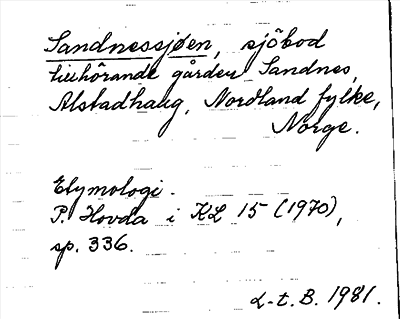 Sandnessjøen, sjöbod
tillhörande gården Sandnes,
Alstadhaug, Nordland fylke,
Norge.
Etymologi.
P. Hovda i KL 15 (1970),
sp. 336.
L-t. B. 1981.